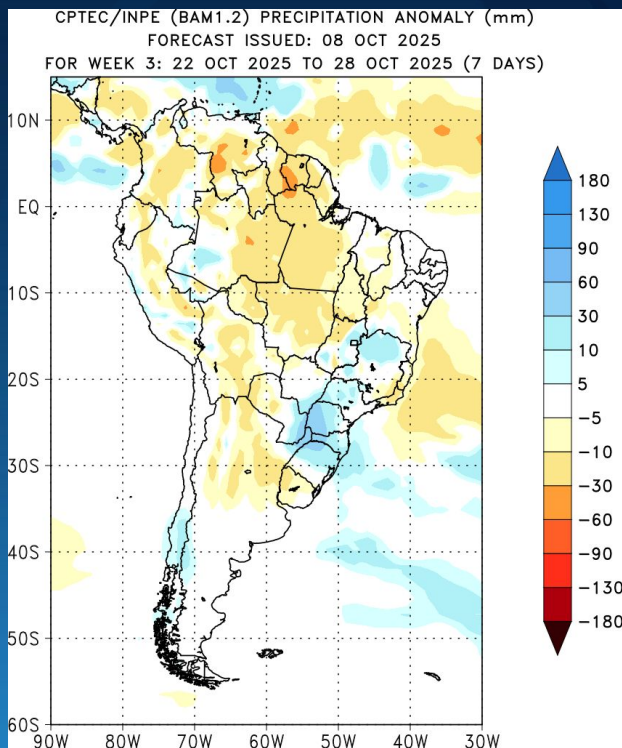 CPTEC/INPE (BAM1.2) PRECIPITATION ANOMALY (mm)
FORECAST ISSUED: 08 OCT 2025
FOR WEEK 3: 22 OCT 2025 TO 28 OCT 2025 (7 DAYS)
10N
EQ
10S
20S
30S
40S
50S
60S
90W 80W 70W 60W 50W 40W 30W
180
130
90
60
30
10
5
-5
-10
-30
-60
-90
-130
-180